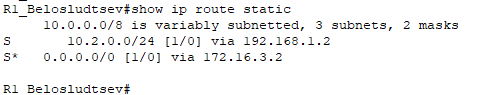 R1_Belosludtsev#show ip route static
10.0.0.0/8 is variably subnetted, 3 subnets, 2 masks
S 10.2.0.0/24 [1/0] via 192.168.1.2
S* 0.0.0.0/0 [1/0] via 172.16.3.2
R1_Belosludtsev#